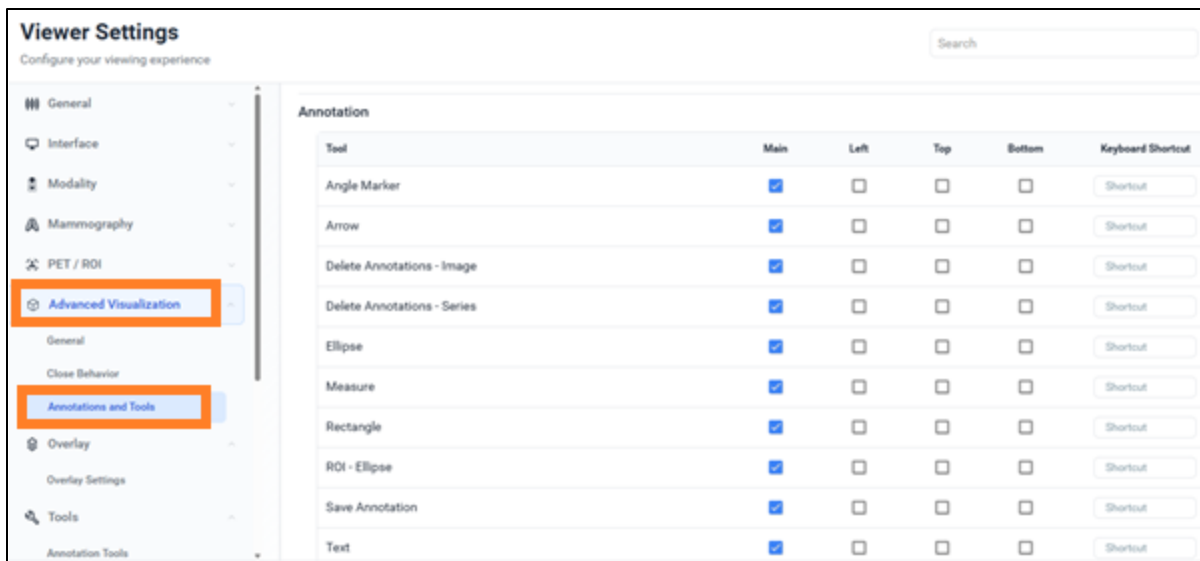 Viewer Settings
Configure your viewing experience
Search
General
Interface
Modality
Mammography
PET / ROI
Advanced Visualization
General
Close Behavior
Annotations and Tools
Overlay
Overlay Settings
Tools
Annotation Tools
Annotation
Tool Main Left Top Bottom Keyboard Shortcut
Angle Marker Shortcut
Arrow Shortcut
Delete Annotations - Image Shortcut
Delete Annotations - Series Shortcut
Ellipse Shortcut
Measure Shortcut
Rectangle Shortcut
ROI - Ellipse Shortcut
Save Annotation Shortcut
Text Shortcut